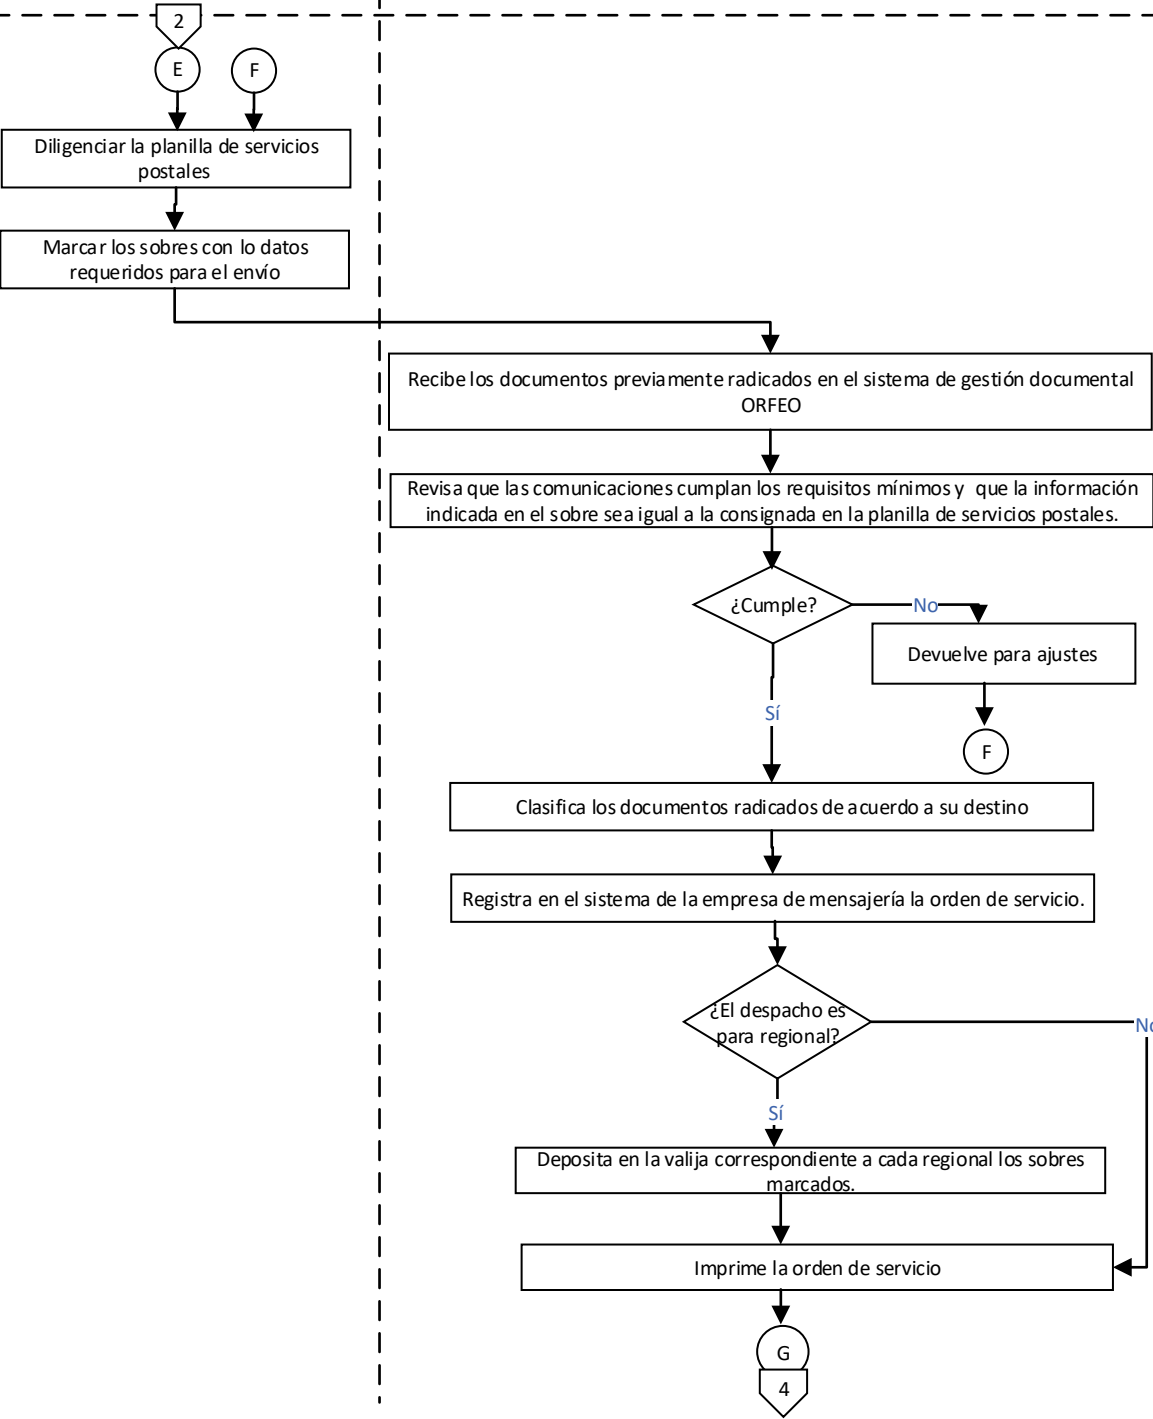 2
E
F
Diligenciar la planilla de servicios
postales
Marcar los sobres con lo datos
requeridos para el envío
Recibe los documentos previamente radicados en el sistema de gestión documental
ORFEO
Revisa que las comunicaciones cumplan los requisitos mínimos y que la información
indicada en el sobre sea igual a la consignada en la planilla de servicios postales.
¿Cumple?
No
Devuelve para ajustes
Sí
F
Clasifica los documentos radicados de acuerdo a su destino
Registra en el sistema de la empresa de mensajería la orden de servicio.
¿El despacho es
para regional?
No
Sí
Deposita en la valija correspondiente a cada regional los sobres
marcados.
Imprime la orden de servicio
G
4